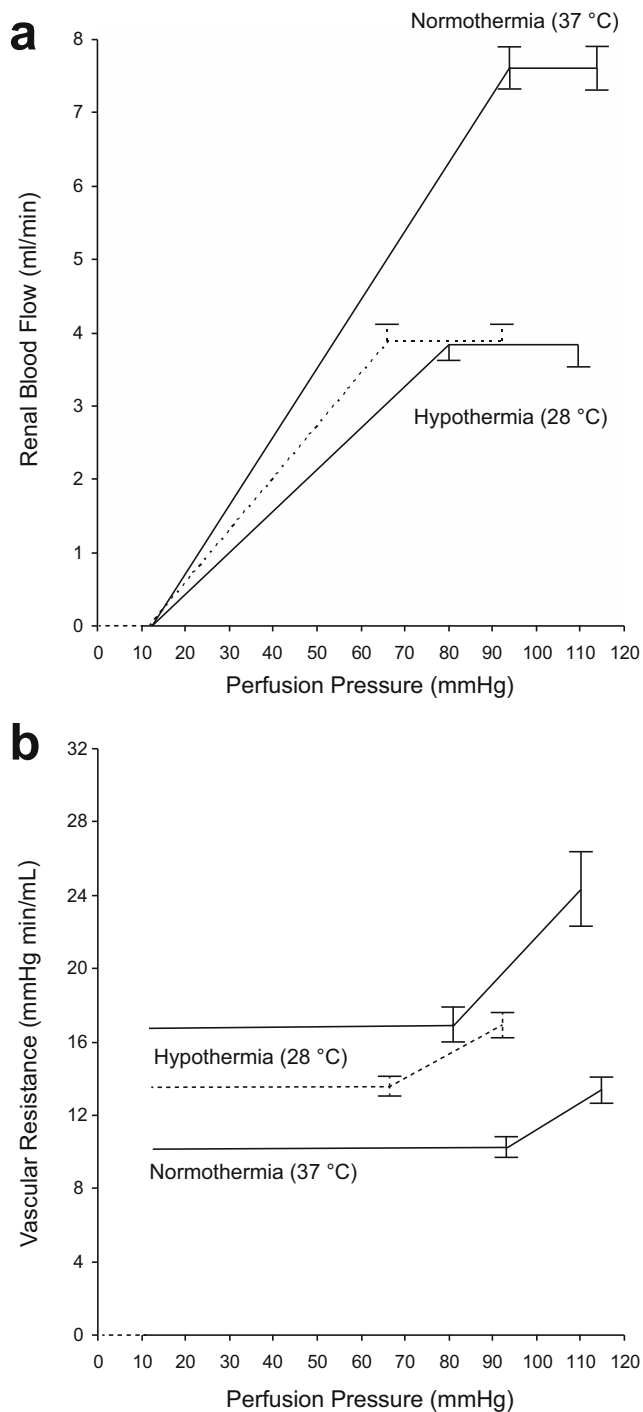 a
Normothermia (37 °C)
8
7
6
5
4
3
2
1
0
Renal Blood Flow (ml/min)
Hypothermia (28 °C)
0 10 20 30 40 50 60 70 80 90 100 110 120
Perfusion Pressure (mmHg)
b
32
28
24
20
16
12
8
4
0
Vascular Resistance (mmHg min/mL)
Hypothermia (28 °C)
Normothermia (37 °C)
0 10 20 30 40 50 60 70 80 90 100 110 120
Perfusion Pressure (mmHg)